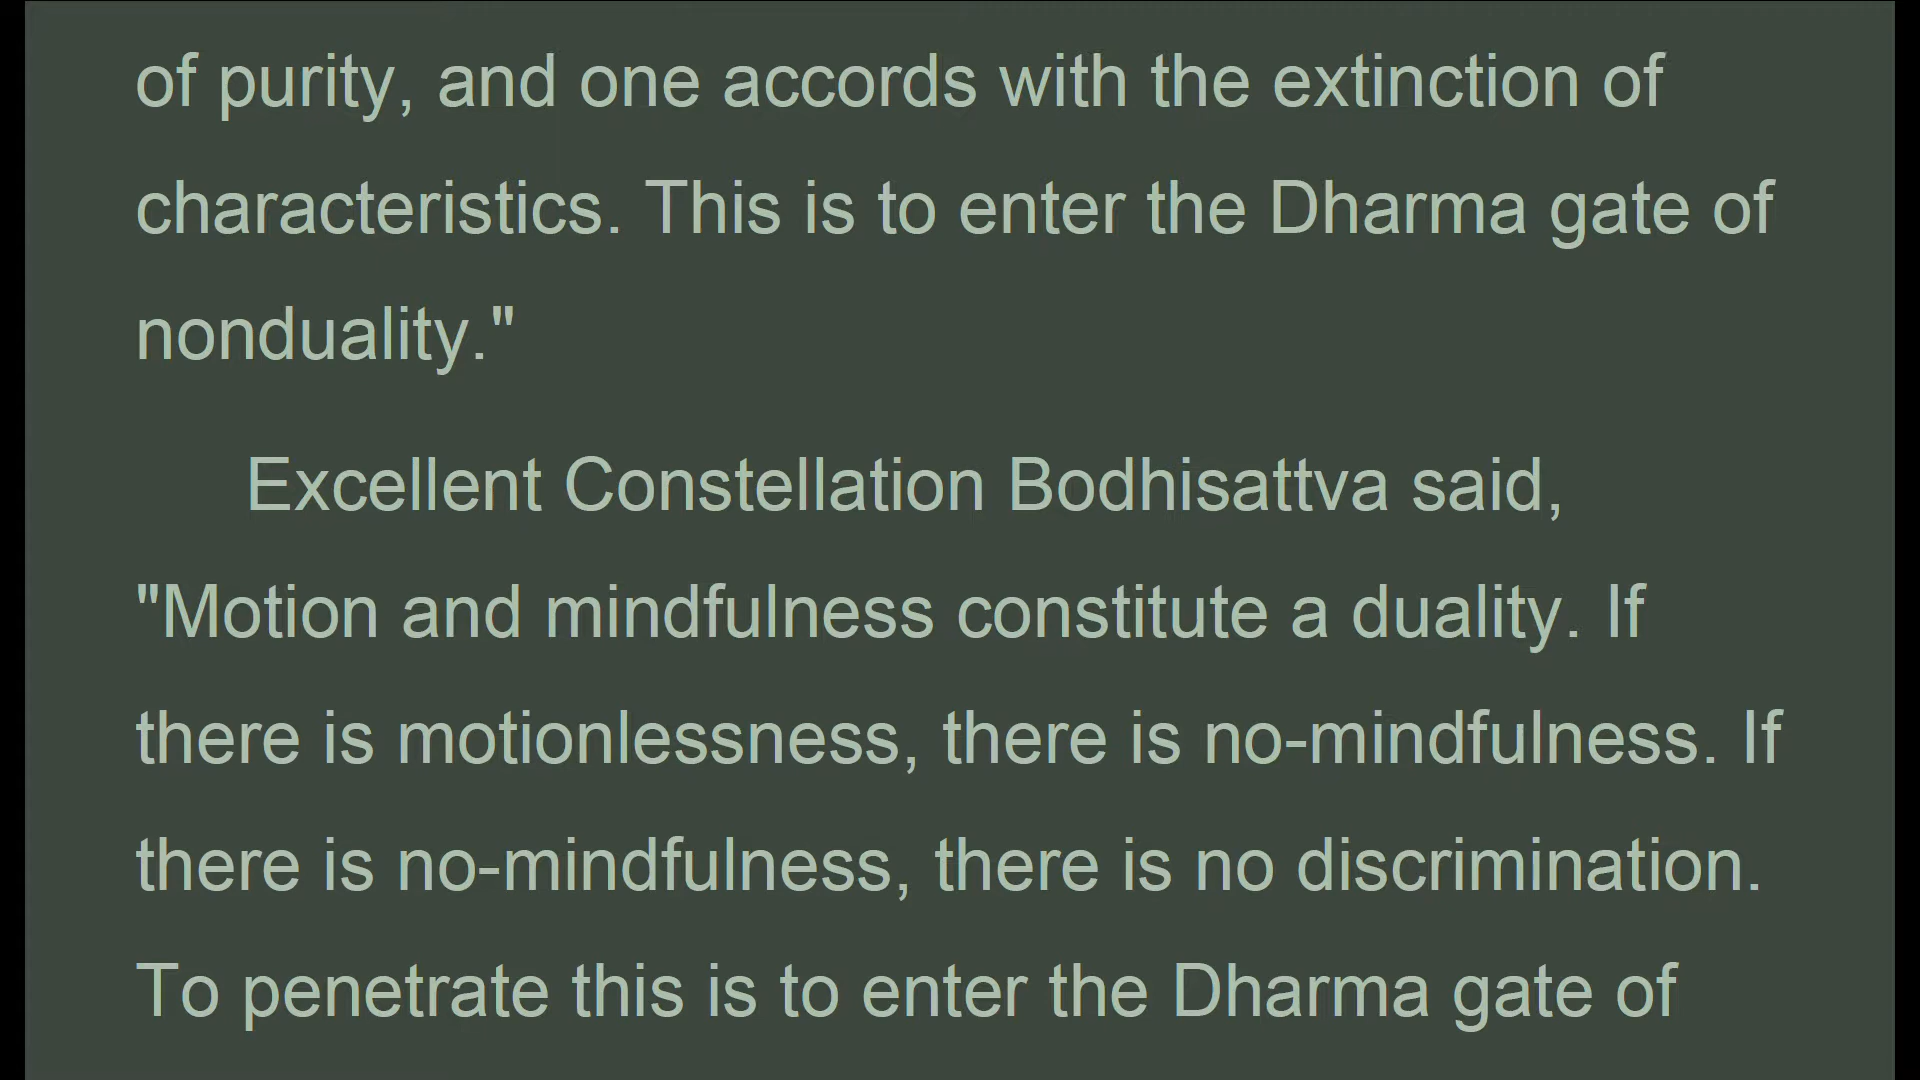 of purity, and one accords with the extinction of
characteristics. This is to enter the Dharma gate of
nonduality."
Excellent Constellation Bodhisattva said,
"Motion and mindfulness constitute a duality. If
there is motionlessness, there is no-mindfulness. If
there is no-mindfulness, there is no discrimination.
To penetrate this is to enter the Dharma gate of